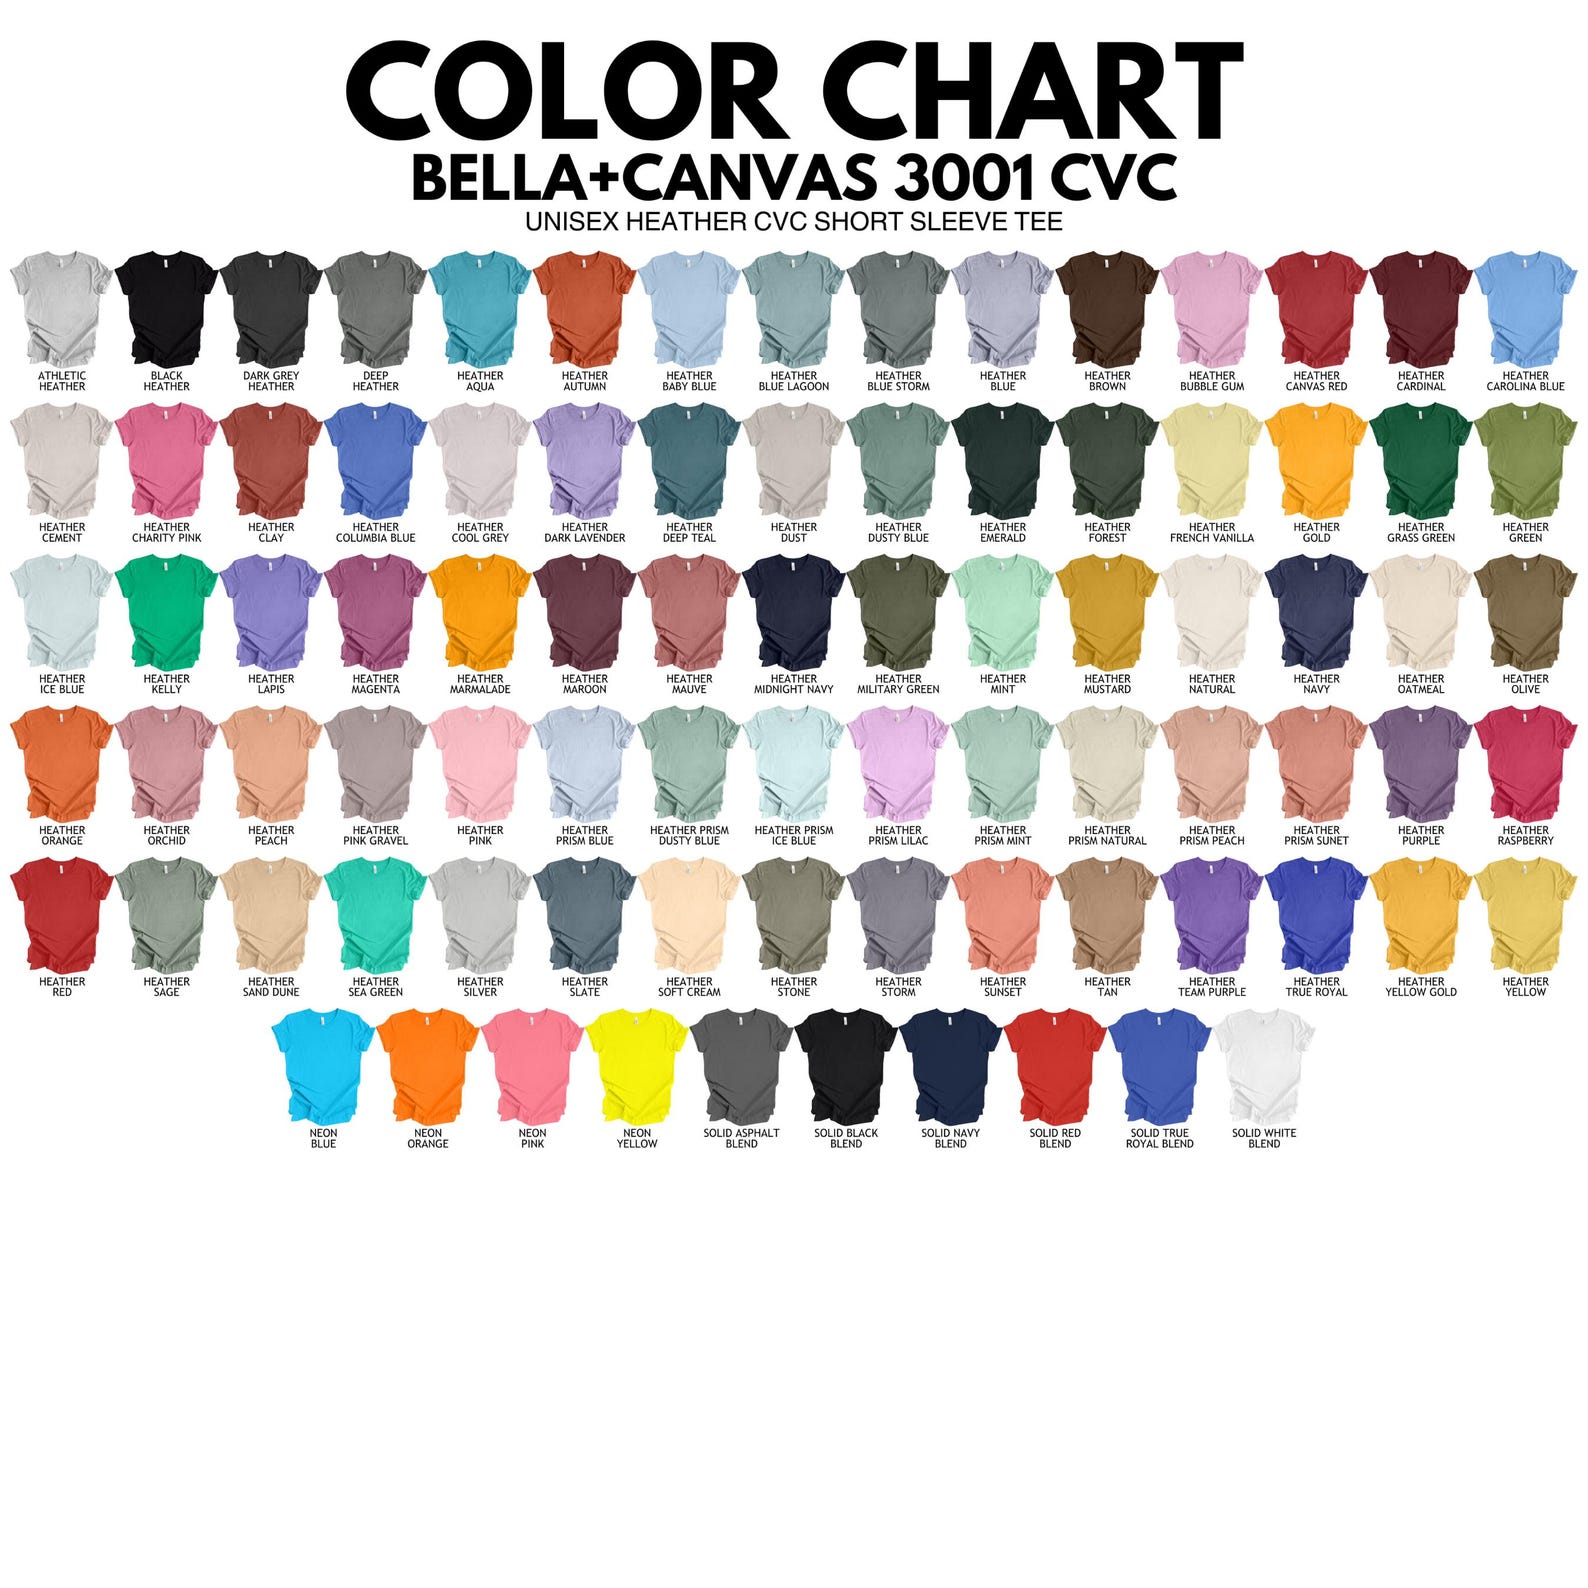 COLOR CHART
BELLA+CANVAS 3001 CVC
UNISEX HEATHER CVC SHORT SLEEVE TEE
ATHLETIC
HEATHER
BLACK
HEATHER
DARK GREY
HEATHER
DEEP
HEATHER
HEATHER
AQUA
HEATHER
AUTUMN
HEATHER
BABY BLUE
HEATHER
BLUE LAGOON
HEATHER
BLUE STORM
HEATHER
BLUE
HEATHER
BROWN
HEATHER
BUBBLE GUM
HEATHER
CANVAS RED
HEATHER
CARDINAL
HEATHER
CAROLINA BLUE
HEATHER
CEMENT
HEATHER
CHARITY PINK
HEATHER
CLAY
HEATHER
COLUMBIA BLUE
HEATHER
COOL GREY
HEATHER
DARK LAVENDER
HEATHER
DEEP TEAL
HEATHER
DUST
HEATHER
DUSTY BLUE
HEATHER
EMERALD
HEATHER
FOREST
HEATHER
FRENCH VANILLA
HEATHER
GOLD
HEATHER
GRASS GREEN
HEATHER
GREEN
HEATHER
ICE BLUE
HEATHER
KELLY
HEATHER
LAPIS
HEATHER
MAGENTA
HEATHER
MARMALADE
HEATHER
MAROON
HEATHER
MAUVE
HEATHER
MIDNIGHT NAVY
HEATHER
MILITARY GREEN
HEATHER
MINT
HEATHER
MUSTARD
HEATHER
NATURAL
HEATHER
NAVY
HEATHER
OATMEAL
HEATHER
OLIVE
HEATHER
ORANGE
HEATHER
ORCHID
HEATHER
PEACH
HEATHER
PINK GRAVEL
HEATHER
PINK
HEATHER
PRISM BLUE
HEATHER PRISM
DUSTY BLUE
HEATHER PRISM
ICE BLUE
HEATHER
PRISM LILAC
HEATHER
PRISM MINT
HEATHER
PRISM NATURAL
HEATHER
PRISM PEACH
HEATHER
PRISM SUNET
HEATHER
PURPLE
HEATHER
RASPBERRY
HEATHER
RED
HEATHER
SAGE
HEATHER
SAND DUNE
HEATHER
SEA GREEN
HEATHER
SILVER
HEATHER
SLATE
HEATHER
SOFT CREAM
HEATHER
STONE
HEATHER
STORM
HEATHER
SUNSET
HEATHER
TAN
HEATHER
TEAM PURPLE
HEATHER
TRUE ROYAL
HEATHER
YELLOW GOLD
HEATHER
YELLOW
NEON
BLUE
NEON
ORANGE
NEON
PINK
NEON
YELLOW
SOLID ASPHALT
BLEND
SOLID BLACK
BLEND
SOLID NAVY
BLEND
SOLID RED
BLEND
SOLID TRUE
ROYAL BLEND
SOLID WHITE
BLEND